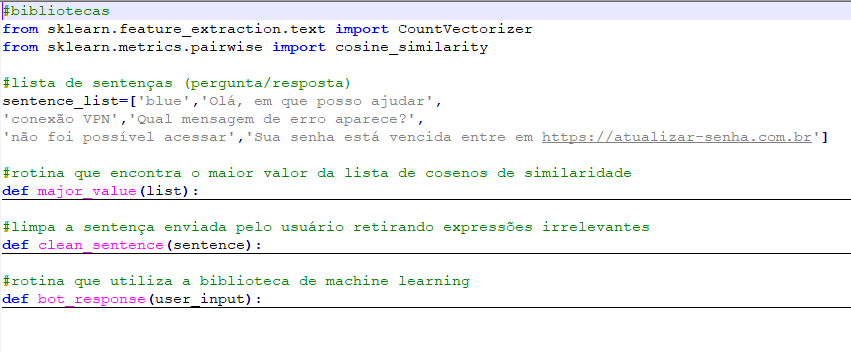 #bibliotecas
from sklearn.feature_extraction.text import CountVectorizer
from sklearn.metrics.pairwise import cosine_similarity
#lista de sentenças (pergunta/resposta)
sentence_list=['blue','Olá, em que posso ajudar',
'conexão VPN','Qual mensagem de erro aparece?',
'não foi possível acessar','Sua senha está vencida entre em https://atualizar-senha.com.br']
#rotina que encontra o maior valor da lista de cosenos de similaridade
def major_value(list):
#limpa a sentença enviada pelo usuário retirando expressões irrelevantes
def clean_sentence(sentence):
#rotina que utiliza a biblioteca de machine learning
def bot_response(user_input):